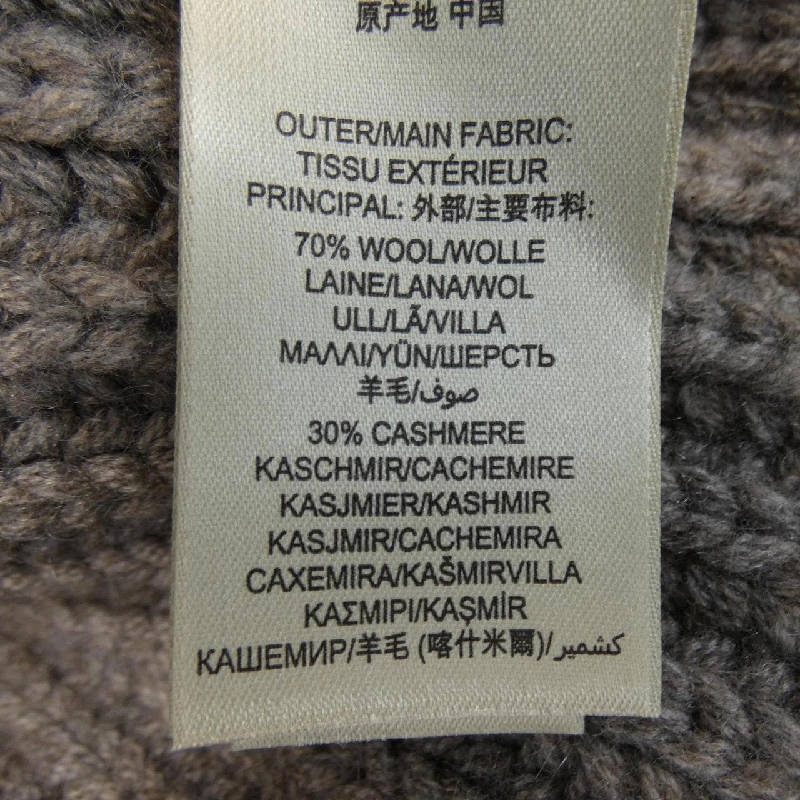 原产地 中国
OUTER/MAIN FABRIC:
TISSU EXTÉRIEUR
PRINCIPAL: 外部/主要布料:
70% WOOL/WOLLE
LAINE/LANA/WOL
ULL/LÃ/VILLA
ΜΑΛΛΙ/YÜN/ШЕРСТЬ
羊毛/صوف
30% CASHMERE
KASCHMIR/CACHEMIRE
KASJMIER/KASHMIR
KASJMIR/CACHEMIRA
CAXEMIRA/KAŠMIRVILLA
ΚΑΣΜΙΡΙ/KAŞMİR
КАШЕМИР/羊毛 (喀什米爾)/كشمير